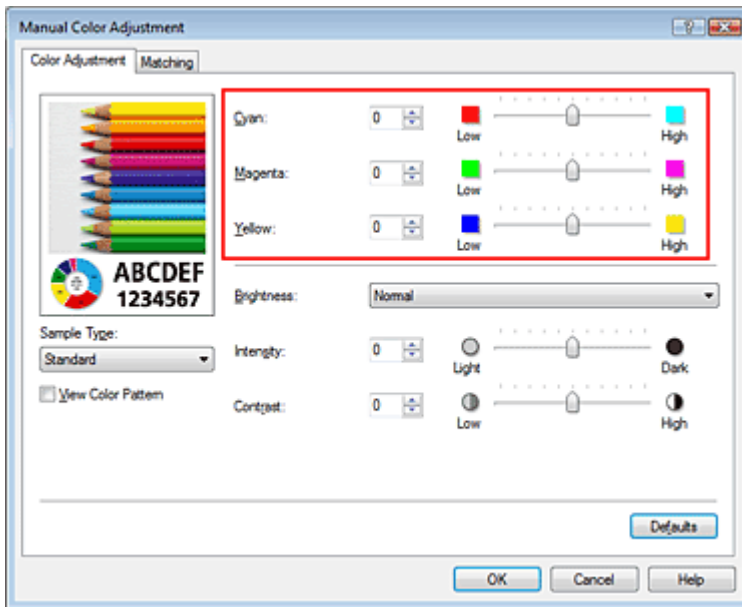 Manual Color Adjustment
Color Adjustment Matching
Cyan: 0 Low High
Magenta: 0 Low High
Yellow: 0 Low High
ABCDEF
1234567
Brightness: Normal
Sample Type:
Standard
Intensity: 0 Light Dark
View Color Pattern
Contrast: 0 Low High
Defaults
OK Cancel Help